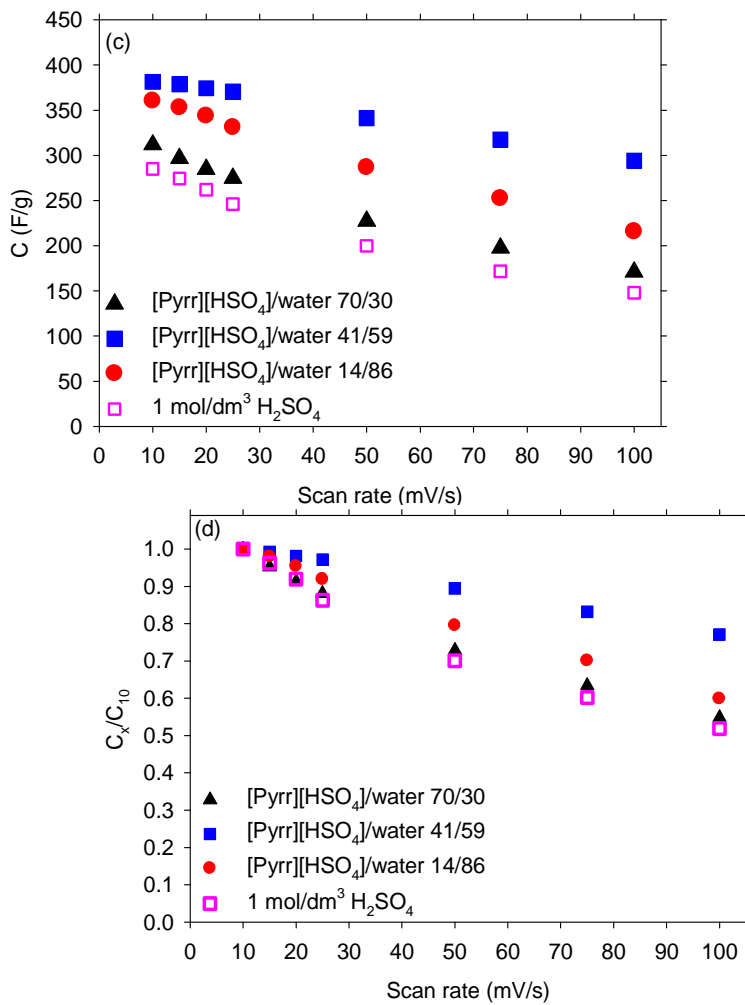 (c)
450
400
350
300
250
200
150
100
50
0
C (F/g)
[Pyrr][HSO₄]/water 70/30
[Pyrr][HSO₄]/water 41/59
[Pyrr][HSO₄]/water 14/86
1 mol/dm³ H₂SO₄
0 10 20 30 40 50 60 70 80 90 100
Scan rate (mV/s)
(d)
1.0
0.9
0.8
0.7
0.6
0.5
0.4
0.3
0.2
0.1
0.0
Cₓ/C₁₀
[Pyrr][HSO₄]/water 70/30
[Pyrr][HSO₄]/water 41/59
[Pyrr][HSO₄]/water 14/86
1 mol/dm³ H₂SO₄
0 10 20 30 40 50 60 70 80 90 100
Scan rate (mV/s)